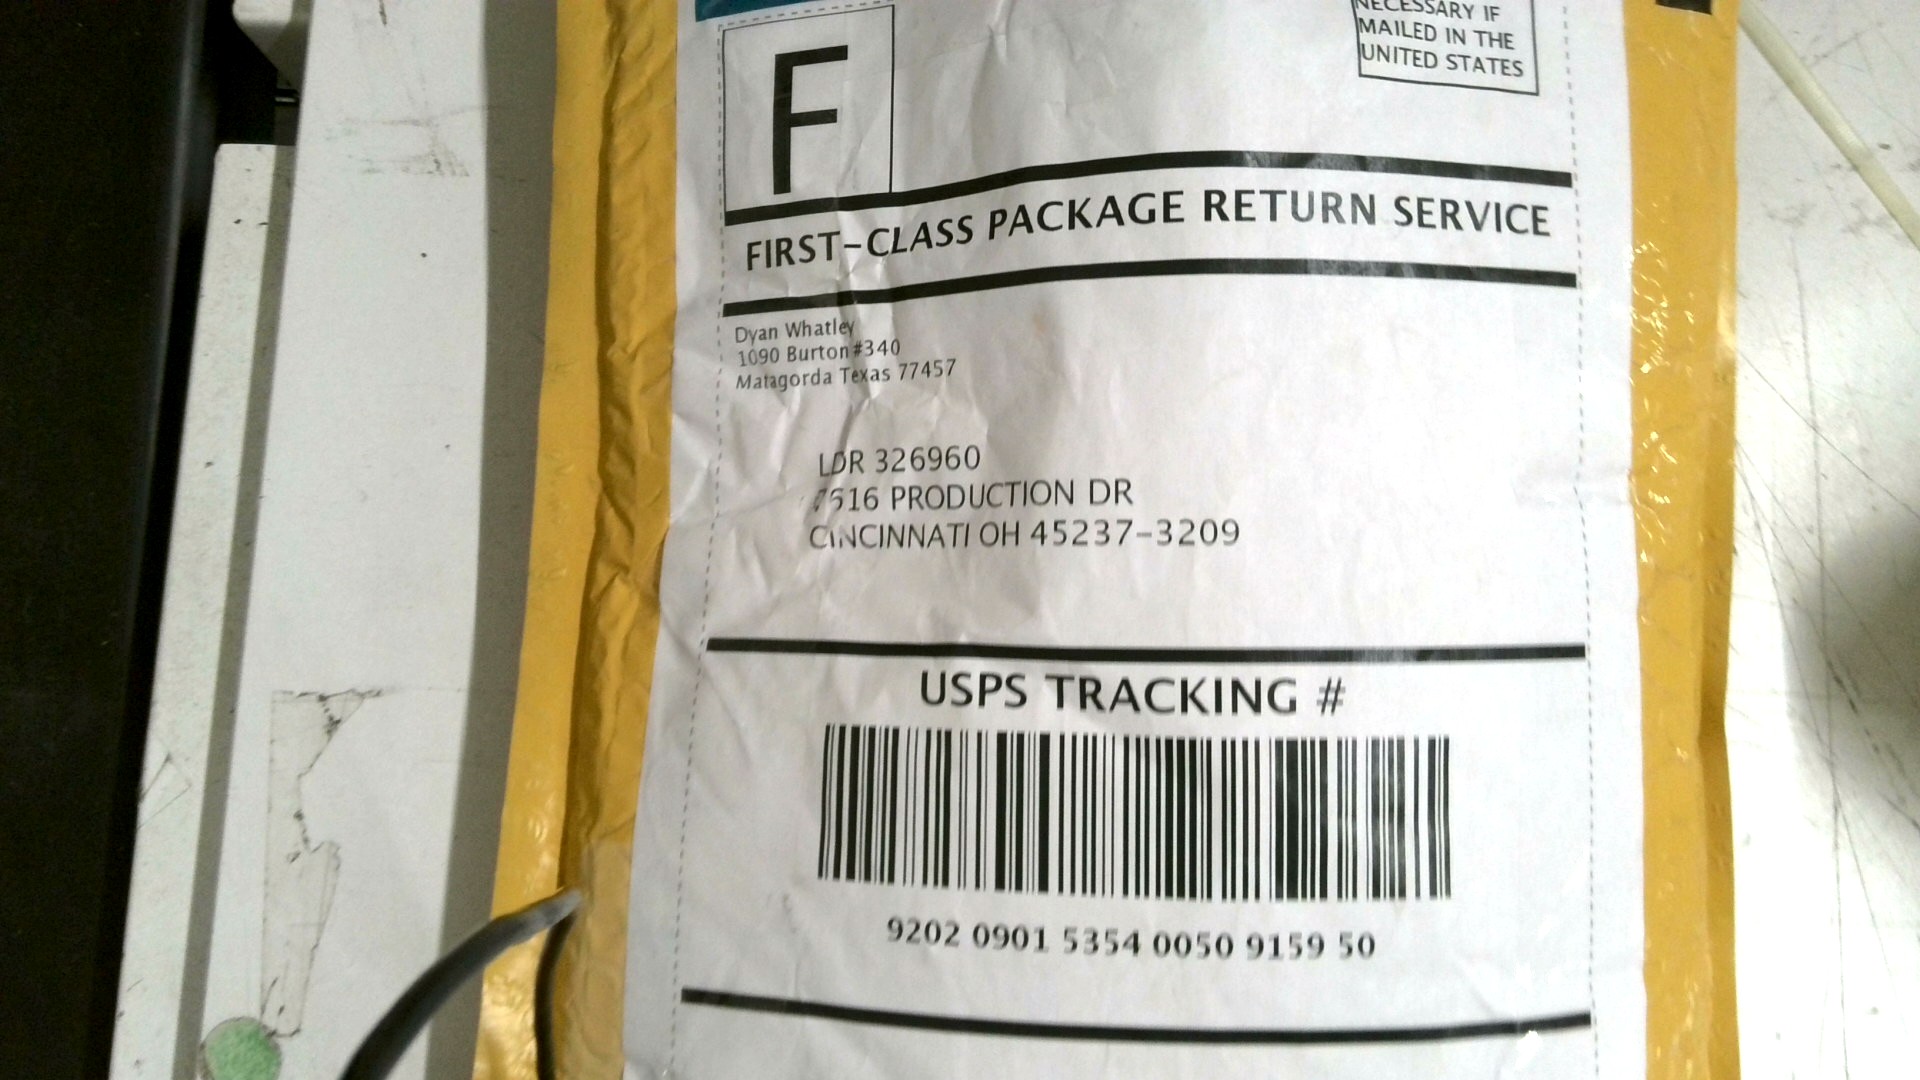 NECESSARY IF
MAILED IN THE
UNITED STATES
F
FIRST-CLASS PACKAGE RETURN SERVICE
Dyan Whatley
1090 Burton #340
Matagorda Texas 77457
LDR 326960
7516 PRODUCTION DR
CINCINNATI OH 45237-3209
USPS TRACKING #
9202 0901 5354 0050 9159 50